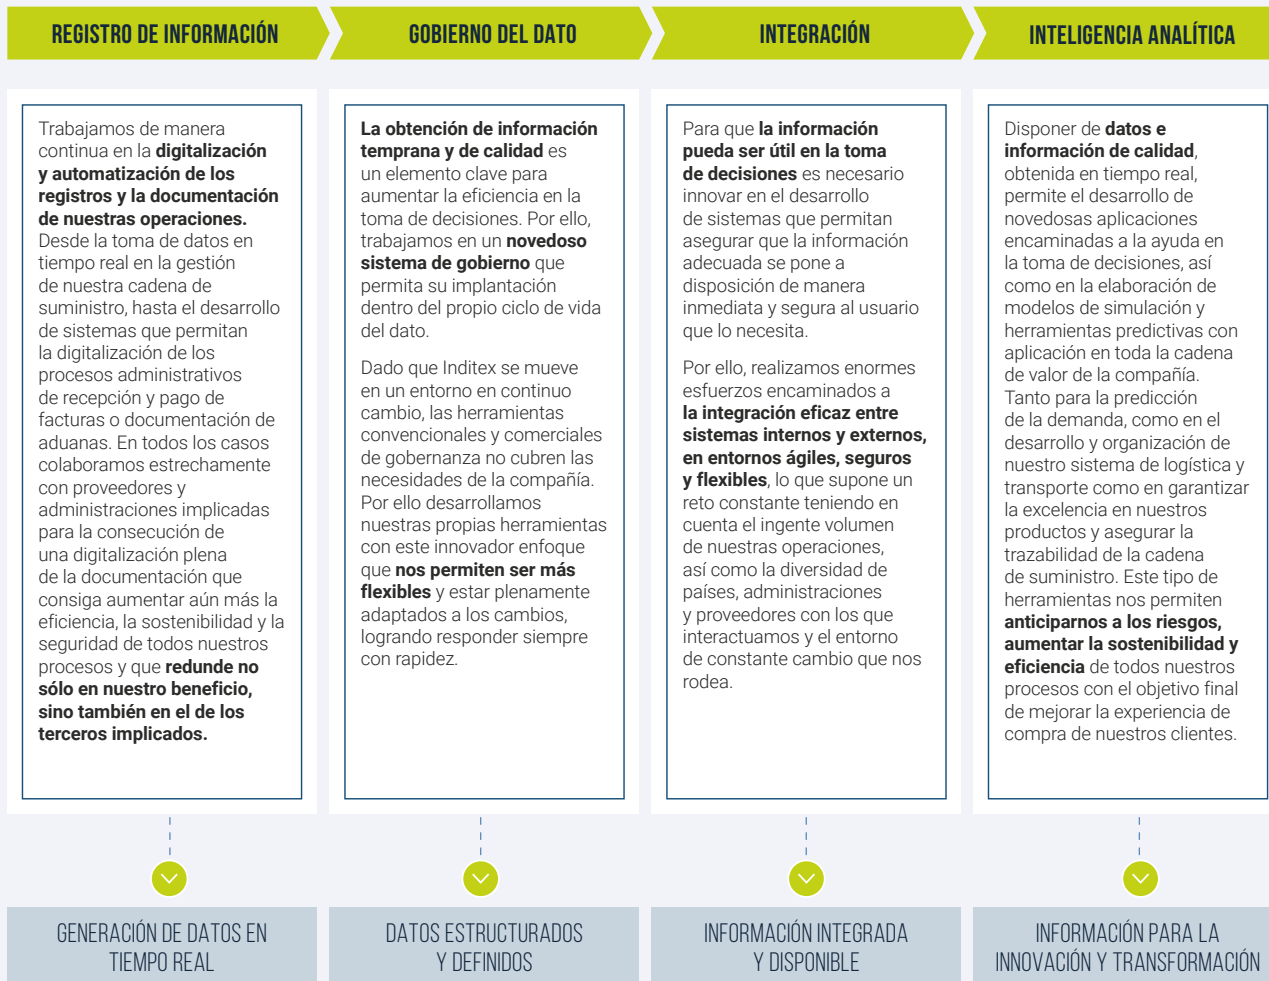 REGISTRO DE INFORMACIÓN
GOBIERNO DEL DATO
INTEGRACIÓN
INTELIGENCIA ANALÍTICA
Trabajamos de manera
continua en la digitalización
y automatización de los
registros y la documentación
de nuestras operaciones.
Desde la toma de datos en
tiempo real en la gestión
de nuestra cadena de
suministro, hasta el desarrollo
de sistemas que permitan
la digitalización de los
procesos administrativos
de recepción y pago de
facturas o documentación de
aduanas. En todos los casos
colaboramos estrechamente
con proveedores y
administraciones implicadas
para la consecución de
una digitalización plena
de la documentación que
consiga aumentar aún más la
eficiencia, la sostenibilidad y la
seguridad de todos nuestros
procesos y que redunde no
sólo en nuestro beneficio,
sino también en el de los
terceros implicados.
La obtención de información
temprana y de calidad es
un elemento clave para
aumentar la eficiencia en la
toma de decisiones. Por ello,
trabajamos en un novedoso
sistema de gobierno que
permita su implantación
dentro del propio ciclo de vida
del dato.
Dado que Inditex se mueve
en un entorno en continuo
cambio, las herramientas
convencionales y comerciales
de gobernanza no cubren las
necesidades de la compañía.
Por ello desarrollamos
nuestras propias herramientas
con este innovador enfoque
que nos permiten ser más
flexibles y estar plenamente
adaptados a los cambios,
logrando responder siempre
con rapidez.
Para que la información
pueda ser útil en la toma
de decisiones es necesario
innovar en el desarrollo
de sistemas que permitan
asegurar que la información
adecuada se pone a
disposición de manera
inmediata y segura al usuario
que lo necesita.
Por ello, realizamos enormes
esfuerzos encaminados a
la integración eficaz entre
sistemas internos y externos,
en entornos ágiles, seguros
y flexibles, lo que supone un
reto constante teniendo en
cuenta el ingente volumen
de nuestras operaciones,
así como la diversidad de
países, administraciones
y proveedores con los que
interactuamos y el entorno
de constante cambio que nos
rodea.
Disponer de datos e
información de calidad,
obtenida en tiempo real,
permite el desarrollo de
novedosas aplicaciones
encaminadas a la ayuda en
la toma de decisiones, así
como en la elaboración de
modelos de simulación y
herramientas predictivas con
aplicación en toda la cadena
de valor de la compañía.
Tanto para la predicción
de la demanda, como en el
desarrollo y organización de
nuestro sistema de logística y
transporte como en garantizar
la excelencia en nuestros
productos y asegurar la
trazabilidad de la cadena
de suministro. Este tipo de
herramientas nos permiten
anticiparnos a los riesgos,
aumentar la sostenibilidad y
eficiencia de todos nuestros
procesos con el objetivo final
de mejorar la experiencia de
compra de nuestros clientes.
GENERACIÓN DE DATOS EN
TIEMPO REAL
DATOS ESTRUCTURADOS
Y DEFINIDOS
INFORMACIÓN INTEGRADA
Y DISPONIBLE
INFORMACIÓN PARA LA
INNOVACIÓN Y TRANSFORMACIÓN